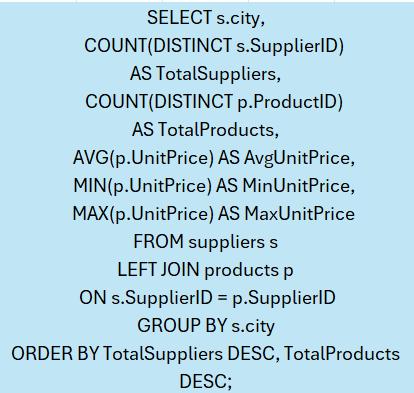 SELECT s.city,
COUNT(DISTINCT s.SupplierID)
AS TotalSuppliers,
COUNT(DISTINCT p.ProductID)
AS TotalProducts,
AVG(p.UnitPrice) AS AvgUnitPrice,
MIN(p.UnitPrice) AS MinUnitPrice,
MAX(p.UnitPrice) AS MaxUnitPrice
FROM suppliers s
LEFT JOIN products p
ON s.SupplierID = p.SupplierID
GROUP BY s.city
ORDER BY TotalSuppliers DESC, TotalProducts
DESC;